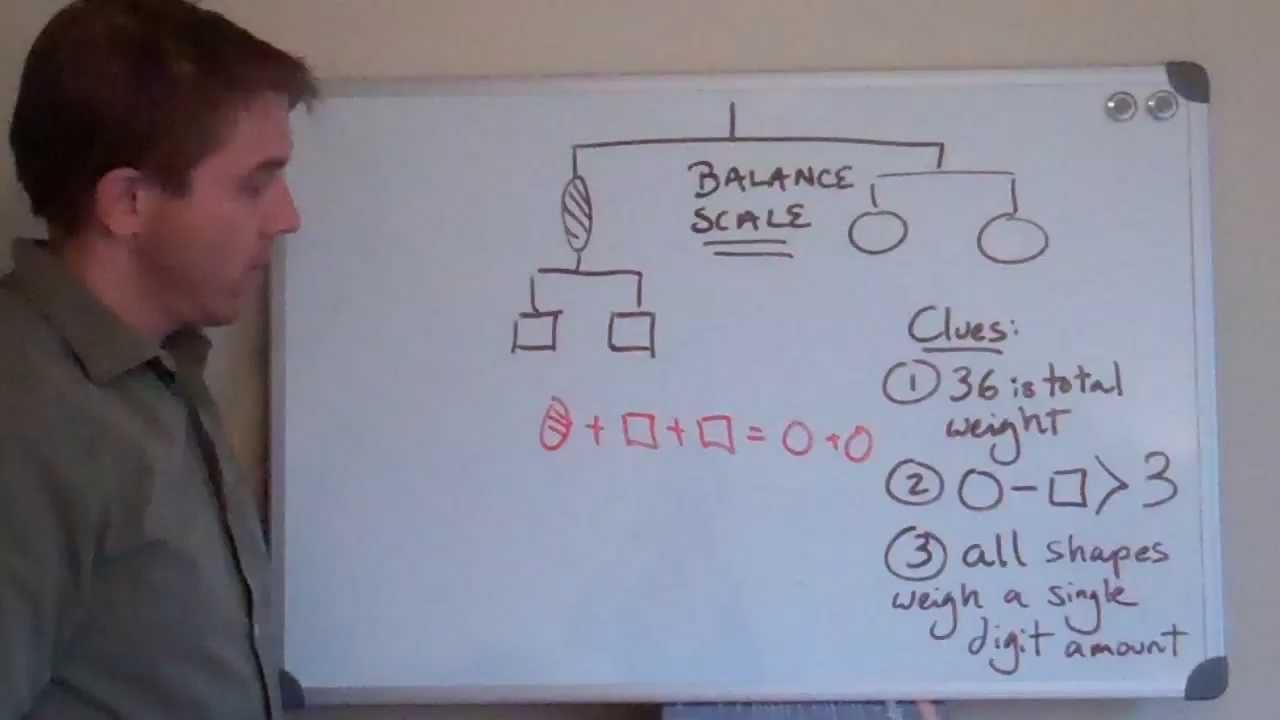 BALANCE
SCALE
Clues:
① 36 is total
weight
② ○ - □ > 3
③ all shapes
weigh a single
digit amount
⬯ + □ + □ = ○ + ○